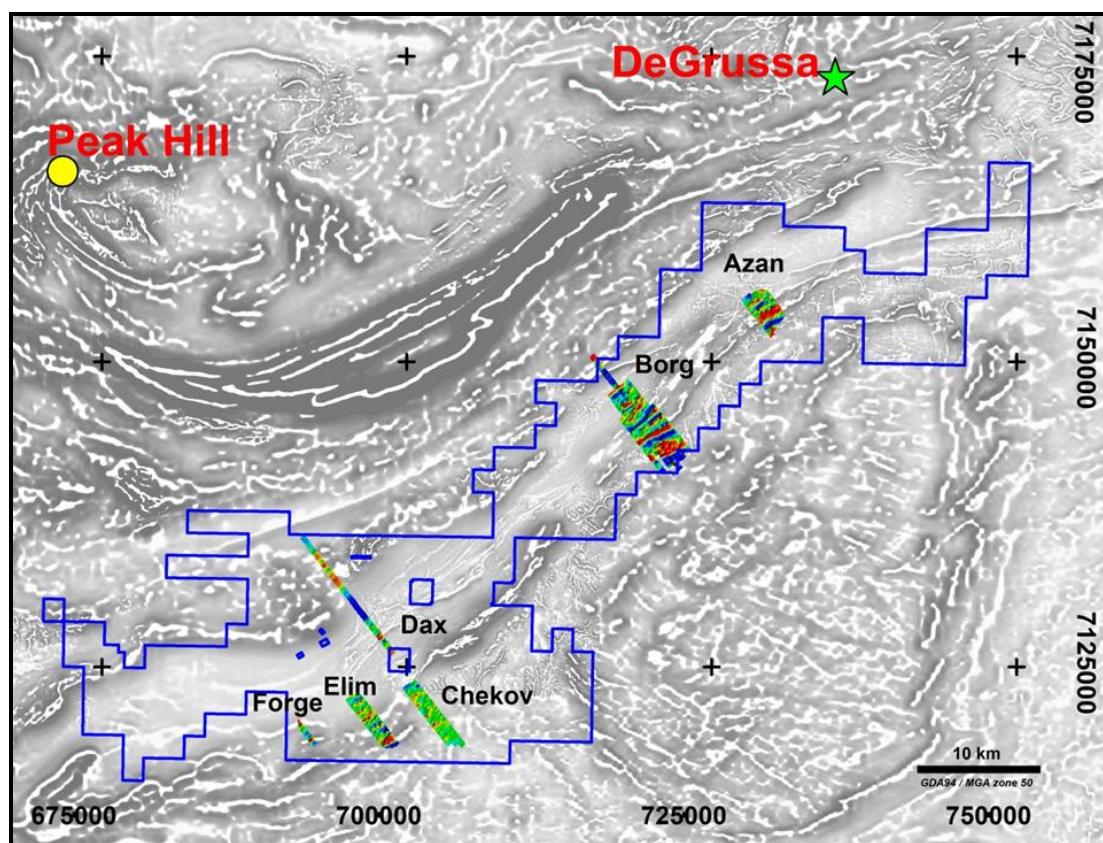 DeGrussa
7175000
Peak Hill
Azan
Borg
7150000
Dax
7125000
Forge
Elim
Chekov
10 km
GDA94 / MGA zone 50
675000
700000
725000
750000